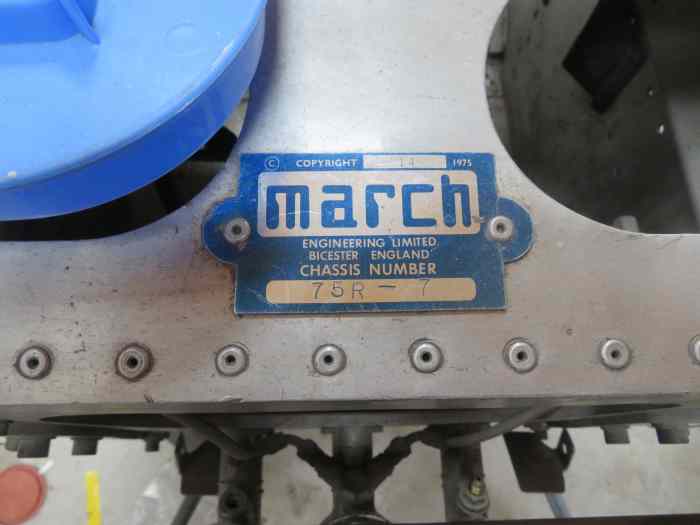 © COPYRIGHT 14 1975
march
ENGINEERING LIMITED
BICESTER ENGLAND
CHASSIS NUMBER
75R - 7